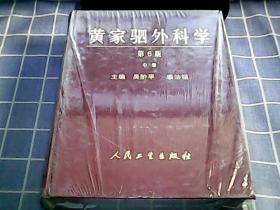 黄家驷外科学
第6版
中册
主编 吴阶平 裘法祖
人民卫生出版社